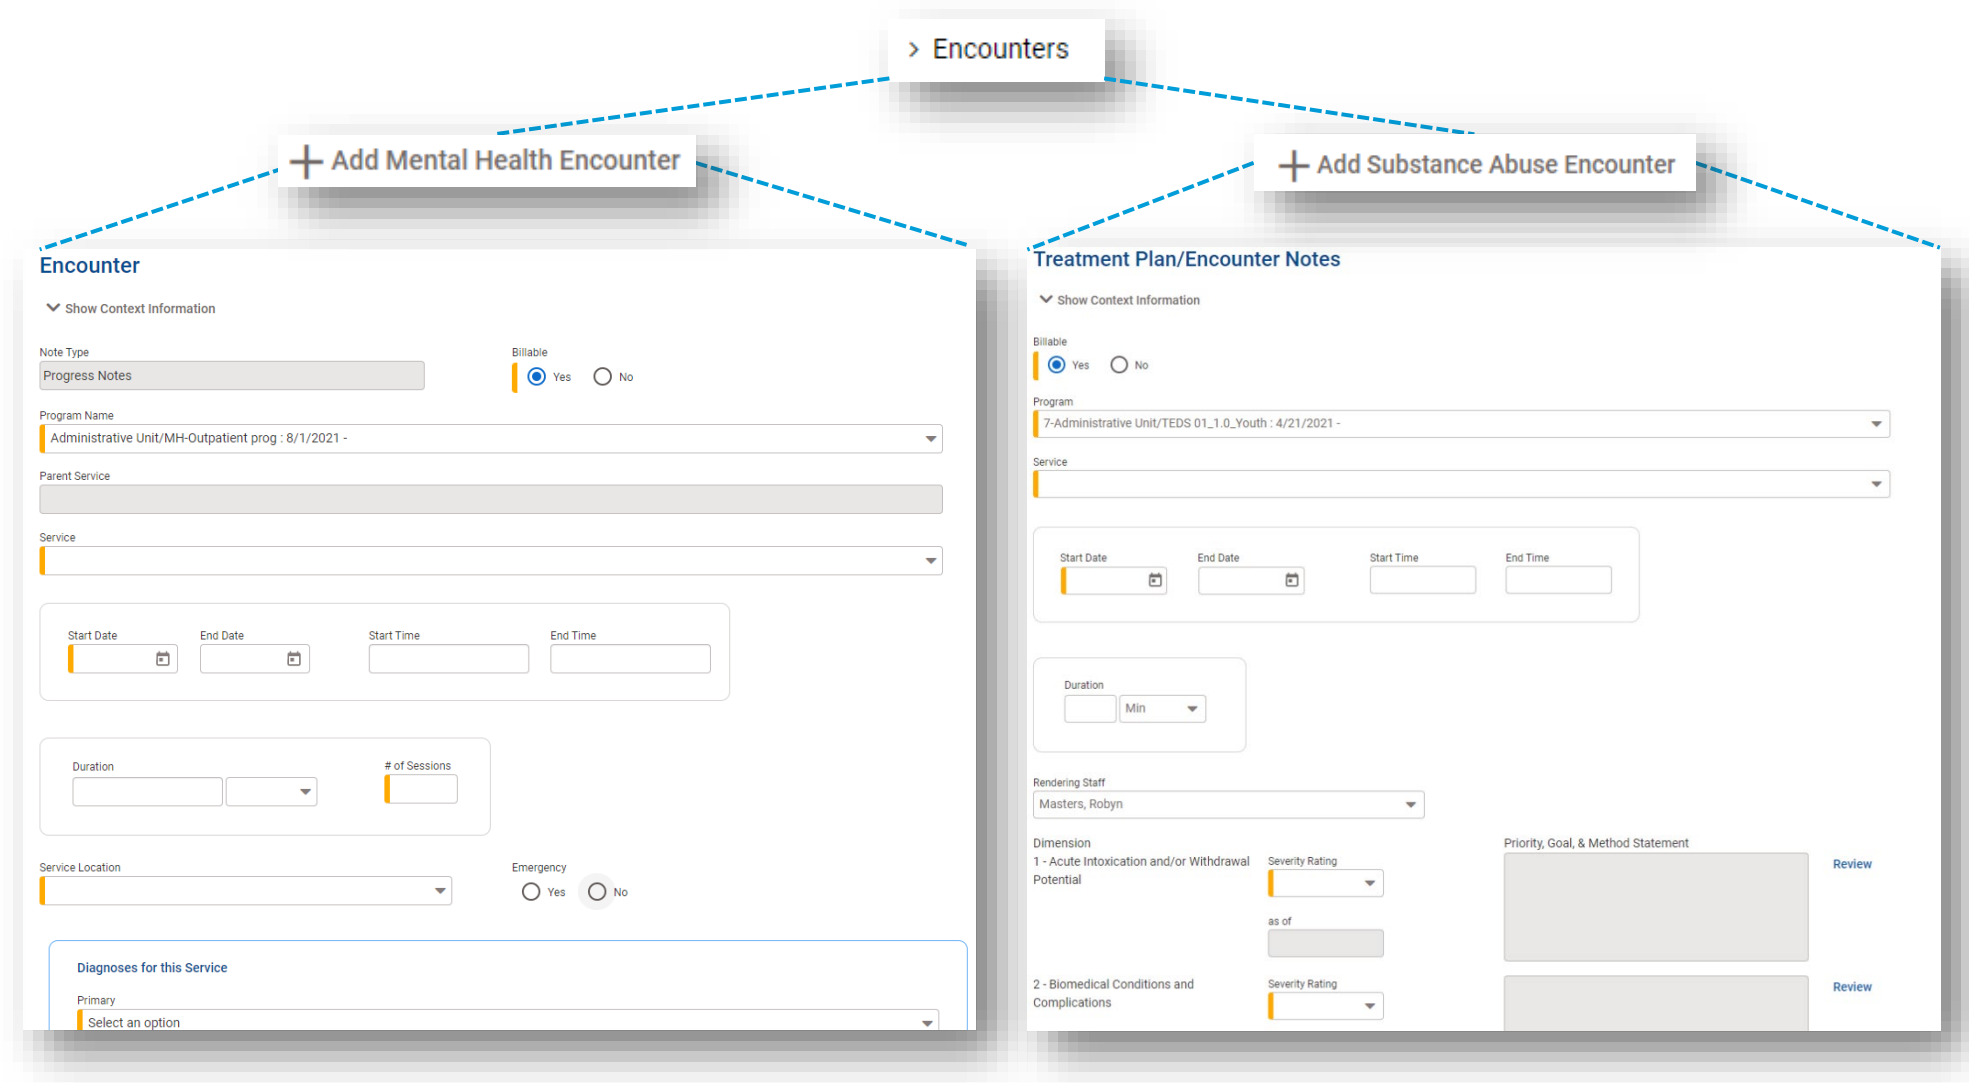 > Encounters
+ Add Mental Health Encounter
+ Add Substance Abuse Encounter
Encounter
Show Context Information
Note Type
Progress Notes
Billable
Yes No
Program Name
Administrative Unit/MH-Outpatient prog : 8/1/2021 -
Parent Service
Service
Start Date End Date Start Time End Time
Duration # of Sessions
Service Location
Emergency
Yes No
Diagnoses for this Service
Primary
Select an option
Treatment Plan/Encounter Notes
Show Context Information
Billable
Yes No
Program
7-Administrative Unit/TEDS 01_1.0_Youth : 4/21/2021 -
Service
Start Date End Date Start Time End Time
Duration
Min
Rendering Staff
Masters, Robyn
Dimension
1 - Acute Intoxication and/or Withdrawal
Potential
Severity Rating
as of
Priority, Goal, & Method Statement
Review
2 - Biomedical Conditions and
Complications
Severity Rating
Review